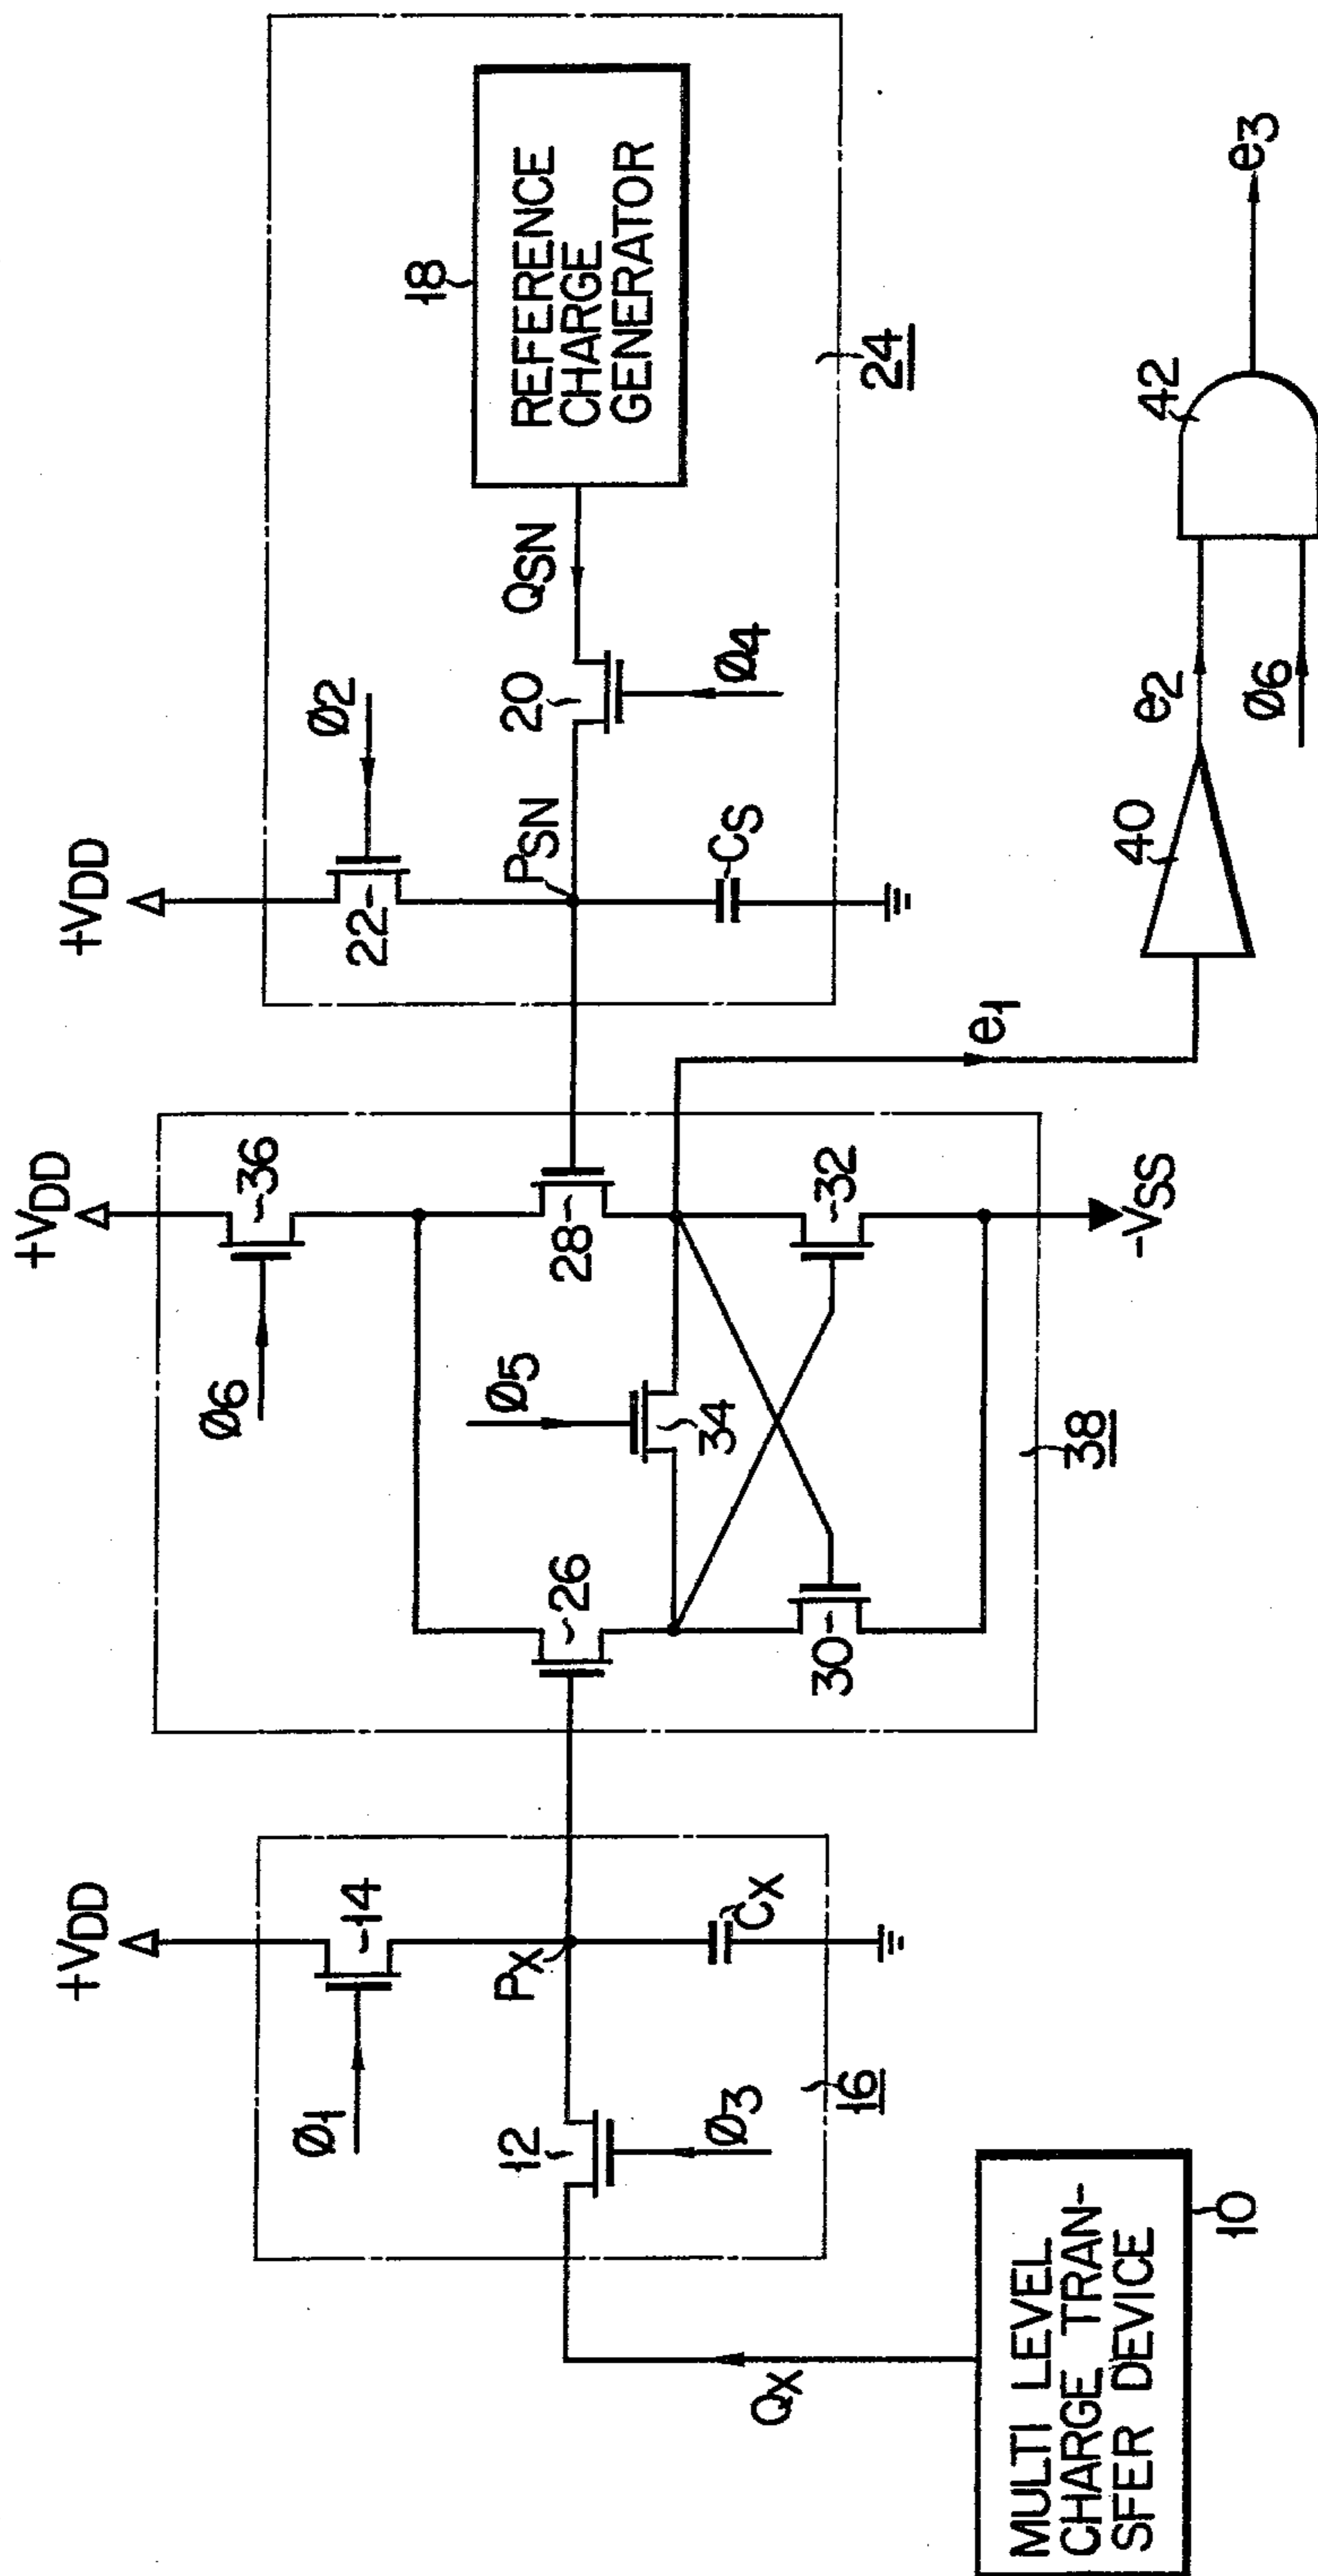 MULTI LEVEL
CHARGE TRAN-
SFER DEVICE
10
QX
Ø3
12
16
Ø1
14
+VDD
PX
CX
26
30
Ø6
36
+VDD
Ø5
34
28
32
38
-VSS
e1
+VDD
22
Ø2
PSN
CS
20
Ø4
QSN
18
REFERENCE
CHARGE
GENERATOR
24
40
e2
Ø6
42
e3